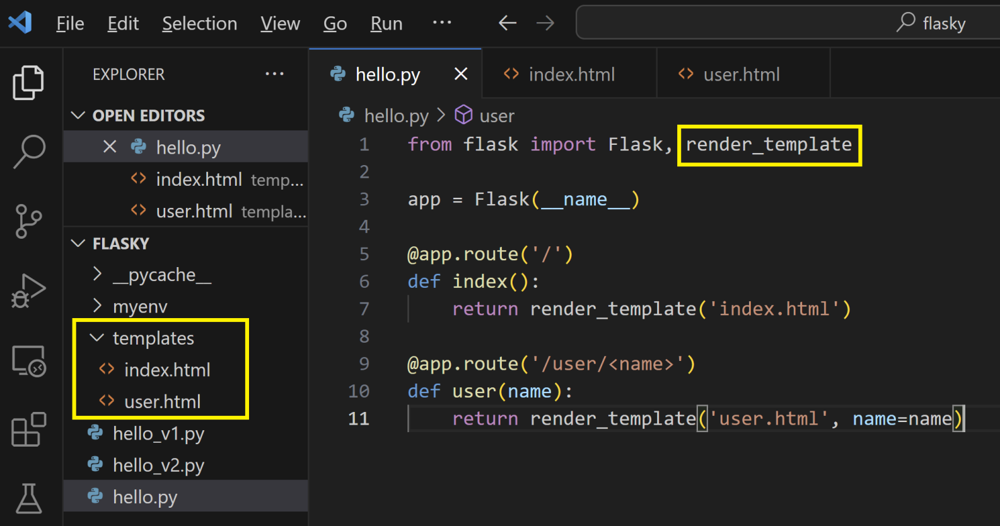 File Edit Selection View Go Run ... flasky
EXPLORER ...
OPEN EDITORS
hello.py
index.html temp...
user.html templa...
FLASKY
__pycache__
myenv
templates
index.html
user.html
hello_v1.py
hello_v2.py
hello.py
hello.py index.html user.html
hello.py > user
1 from flask import Flask, render_template
2
3 app = Flask(__name__)
4
5 @app.route('/')
6 def index():
7     return render_template('index.html')
8
9 @app.route('/user/<name>')
10 def user(name):
11     return render_template('user.html', name=name)